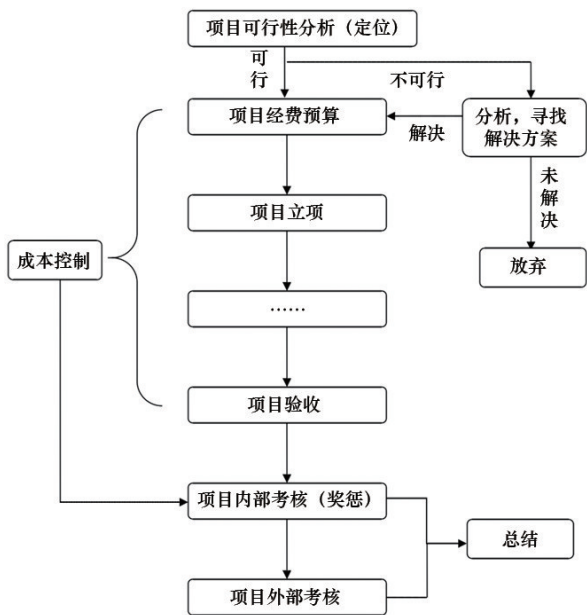 项目可行性分析（定位）
可行
不可行
项目经费预算
解决
分析，寻找
解决方案
未解决
项目立项
成本控制
放弃
……
项目验收
项目内部考核（奖惩）
总结
项目外部考核